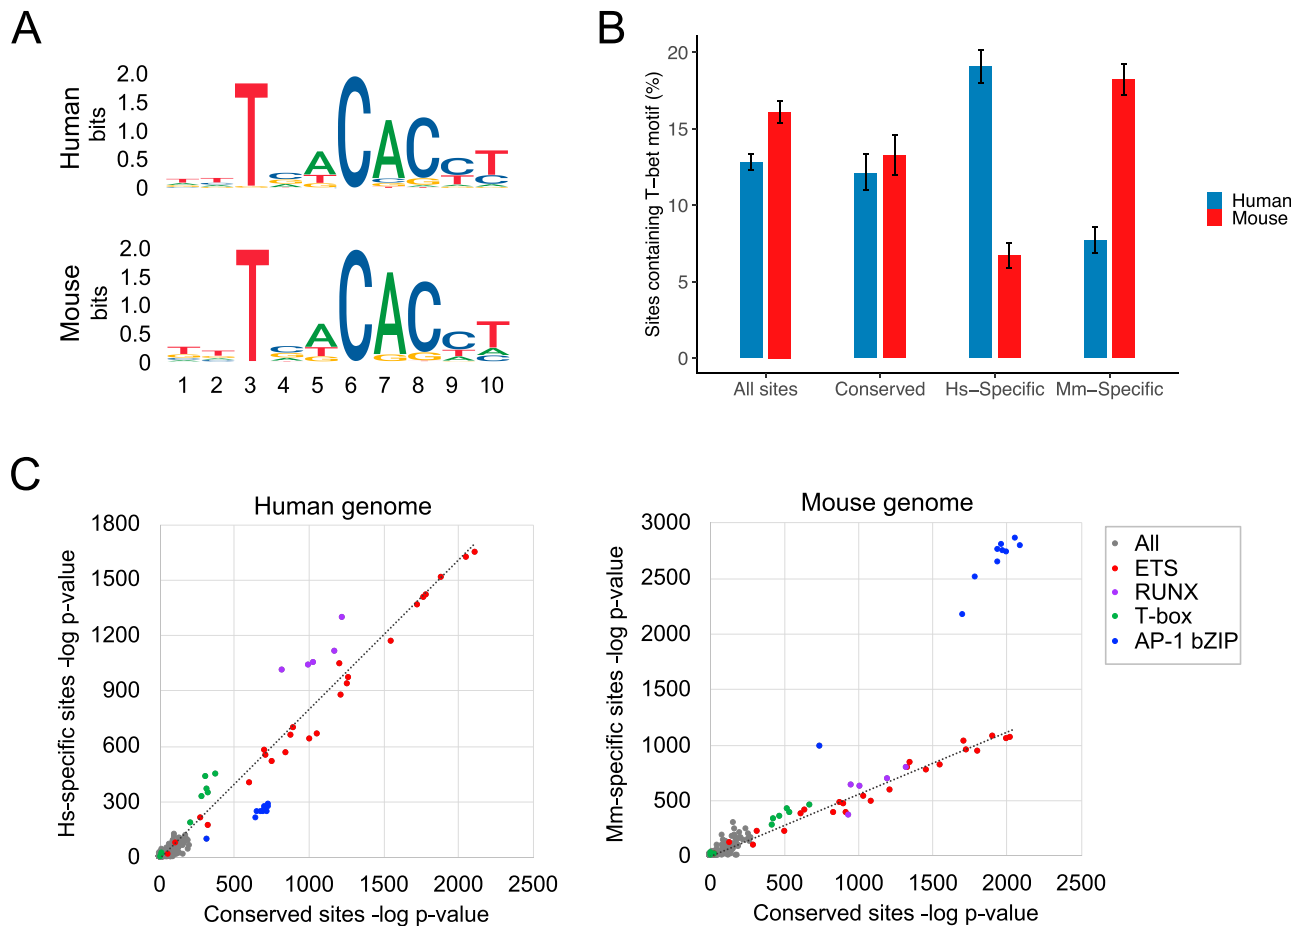 A
Human
bits
2.0
1.5
1.0
0.5
0
Mouse
bits
2.0
1.5
1.0
0.5
0
1 2 3 4 5 6 7 8 9 10
B
Sites containing T−bet motif (%)
20
15
10
5
0
All sites Conserved Hs−Specific Mm−Specific
Human
Mouse
C
Human genome
Hs-specific sites -log p-value
1800
1500
1200
900
600
300
0
0 500 1000 1500 2000 2500
Conserved sites -log p-value
Mouse genome
Mm-specific sites -log p-value
3000
2500
2000
1500
1000
500
0
0 500 1000 1500 2000 2500
Conserved sites -log p-value
All
ETS
RUNX
T-box
AP-1 bZIP